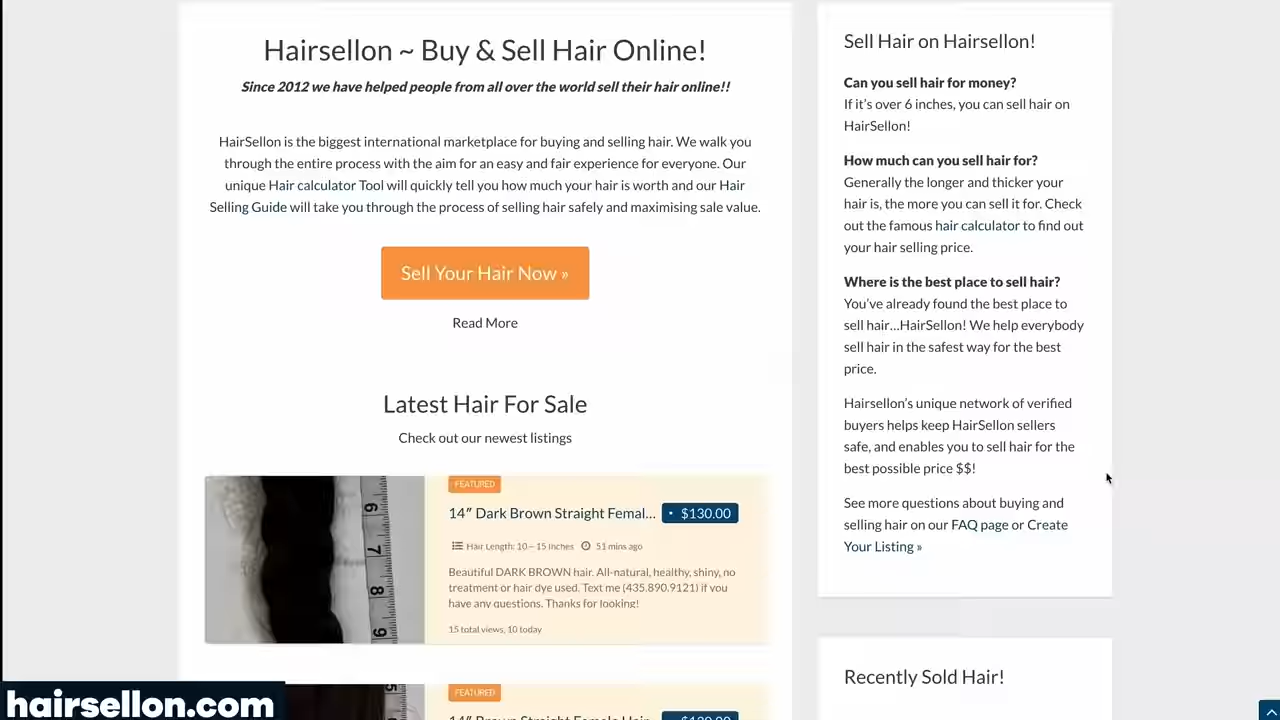 Hairsellon ~ Buy & Sell Hair Online!
Since 2012 we have helped people from all over the world sell their hair online!!
HairSellon is the biggest international marketplace for buying and selling hair. We walk you
through the entire process with the aim for an easy and fair experience for everyone. Our
unique Hair calculator Tool will quickly tell you how much your hair is worth and our Hair
Selling Guide will take you through the process of selling hair safely and maximising sale value.
Sell Your Hair Now »
Read More
Latest Hair For Sale
Check out our newest listings
6
7
8
9
FEATURED
14″ Dark Brown Straight Femal... • $130.00
Hair Length: 10 – 15 inches 51 mins ago
Beautiful DARK BROWN hair. All-natural, healthy, shiny, no
treatment or hair dye used. Text me (435.890.9121) if you
have any questions. Thanks for looking!
15 total views, 10 today
FEATURED
Sell Hair on Hairsellon!
Can you sell hair for money?
If it’s over 6 inches, you can sell hair on
HairSellon!
How much can you sell hair for?
Generally the longer and thicker your
hair is, the more you can sell it for. Check
out the famous hair calculator to find out
your hair selling price.
Where is the best place to sell hair?
You’ve already found the best place to
sell hair…HairSellon! We help everybody
sell hair in the safest way for the best
price.
Hairsellon’s unique network of verified
buyers helps keep HairSellon sellers
safe, and enables you to sell hair for the
best possible price $$!
See more questions about buying and
selling hair on our FAQ page or Create
Your Listing »
Recently Sold Hair!
hairsellon.com